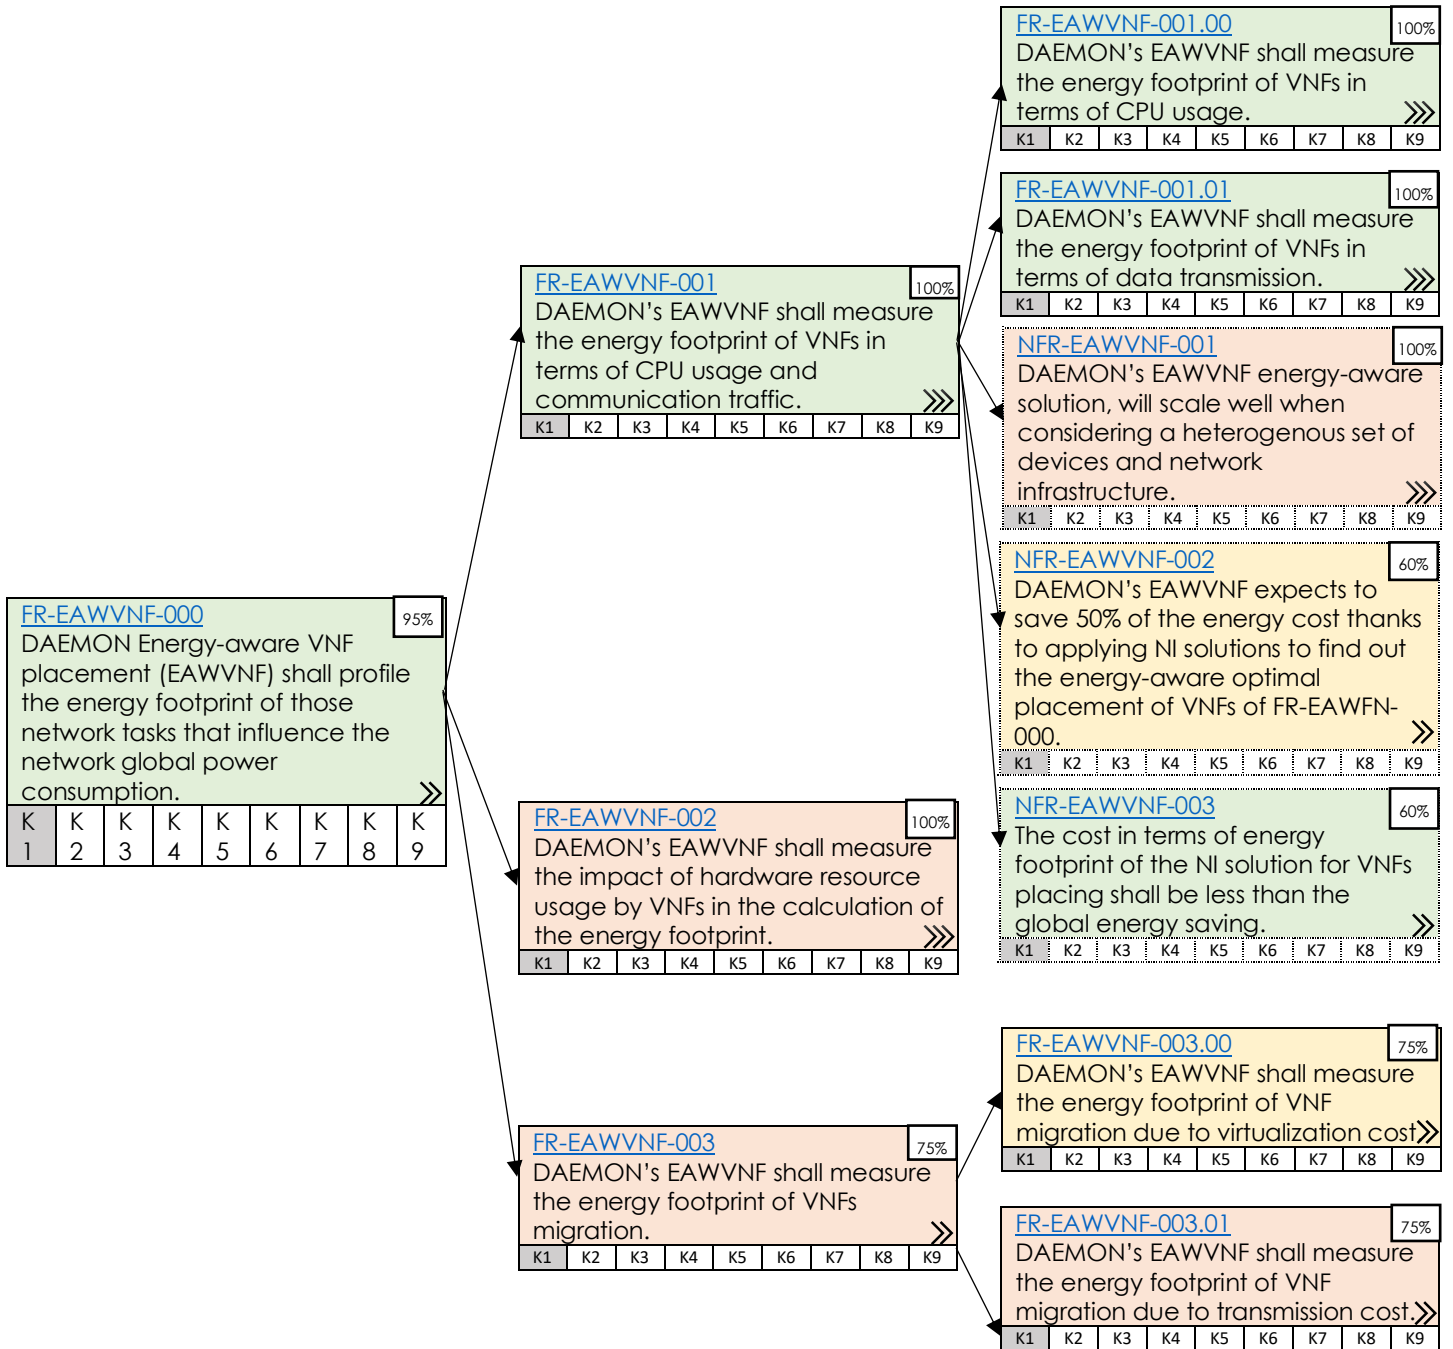 FR-EAWVNF-000
95%
DAEMON Energy-aware VNF
placement (EAWVNF) shall profile
the energy footprint of those
network tasks that influence the
network global power
consumption.
K K K K K K K K K
1 2 3 4 5 6 7 8 9
FR-EAWVNF-001
100%
DAEMON's EAWVNF shall measure
the energy footprint of VNFs in
terms of CPU usage and
communication traffic.
K1 K2 K3 K4 K5 K6 K7 K8 K9
FR-EAWVNF-002
100%
DAEMON's EAWVNF shall measure
the impact of hardware resource
usage by VNFs in the calculation of
the energy footprint.
K1 K2 K3 K4 K5 K6 K7 K8 K9
FR-EAWVNF-003
75%
DAEMON's EAWVNF shall measure
the energy footprint of VNFs
migration.
K1 K2 K3 K4 K5 K6 K7 K8 K9
FR-EAWVNF-001.00
100%
DAEMON's EAWVNF shall measure
the energy footprint of VNFs in
terms of CPU usage.
K1 K2 K3 K4 K5 K6 K7 K8 K9
FR-EAWVNF-001.01
100%
DAEMON's EAWVNF shall measure
the energy footprint of VNFs in
terms of data transmission.
K1 K2 K3 K4 K5 K6 K7 K8 K9
NFR-EAWVNF-001
100%
DAEMON's EAWVNF energy-aware
solution, will scale well when
considering a heterogenous set of
devices and network
infrastructure.
K1 K2 K3 K4 K5 K6 K7 K8 K9
NFR-EAWVNF-002
60%
DAEMON's EAWVNF expects to
save 50% of the energy cost thanks
to applying NI solutions to find out
the energy-aware optimal
placement of VNFs of FR-EAWFN-
000.
K1 K2 K3 K4 K5 K6 K7 K8 K9
NFR-EAWVNF-003
60%
The cost in terms of energy
footprint of the NI solution for VNFs
placing shall be less than the
global energy saving.
K1 K2 K3 K4 K5 K6 K7 K8 K9
FR-EAWVNF-003.00
75%
DAEMON's EAWVNF shall measure
the energy footprint of VNF
migration due to virtualization cost
K1 K2 K3 K4 K5 K6 K7 K8 K9
FR-EAWVNF-003.01
75%
DAEMON's EAWVNF shall measure
the energy footprint of VNF
migration due to transmission cost.
K1 K2 K3 K4 K5 K6 K7 K8 K9